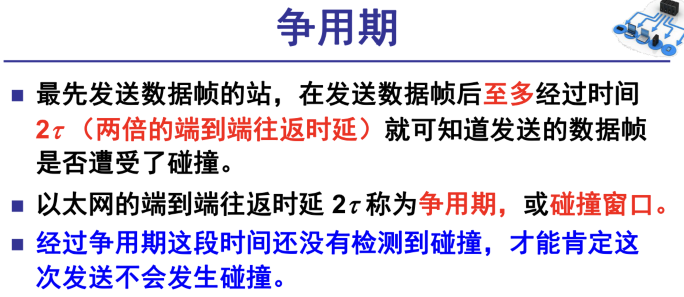 争用期
■ 最先发送数据帧的站，在发送数据帧后至多经过时间
2τ（两倍的端到端往返时延）就可知道发送的数据帧
是否遭受了碰撞。
■ 以太网的端到端往返时延 2τ 称为争用期，或碰撞窗口。
■ 经过争用期这段时间还没有检测到碰撞，才能肯定这
次发送不会发生碰撞。